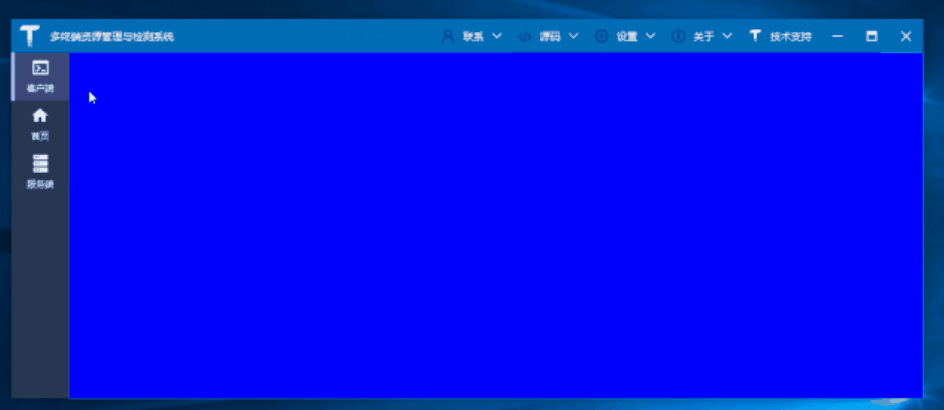 多终端资源管理与检测系统
联系
源码
设置
关于
技术支持
客户端
首页
服务端